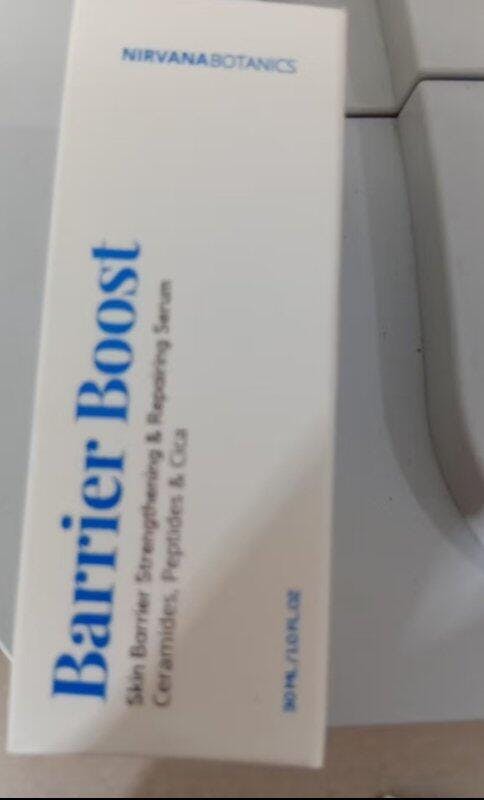 NIRVANABOTANICS
Barrier Boost
Skin Barrier Strengthening & Repairing Serum
Ceramides, Peptides & Cica
30 ML / 1.0 FL OZ